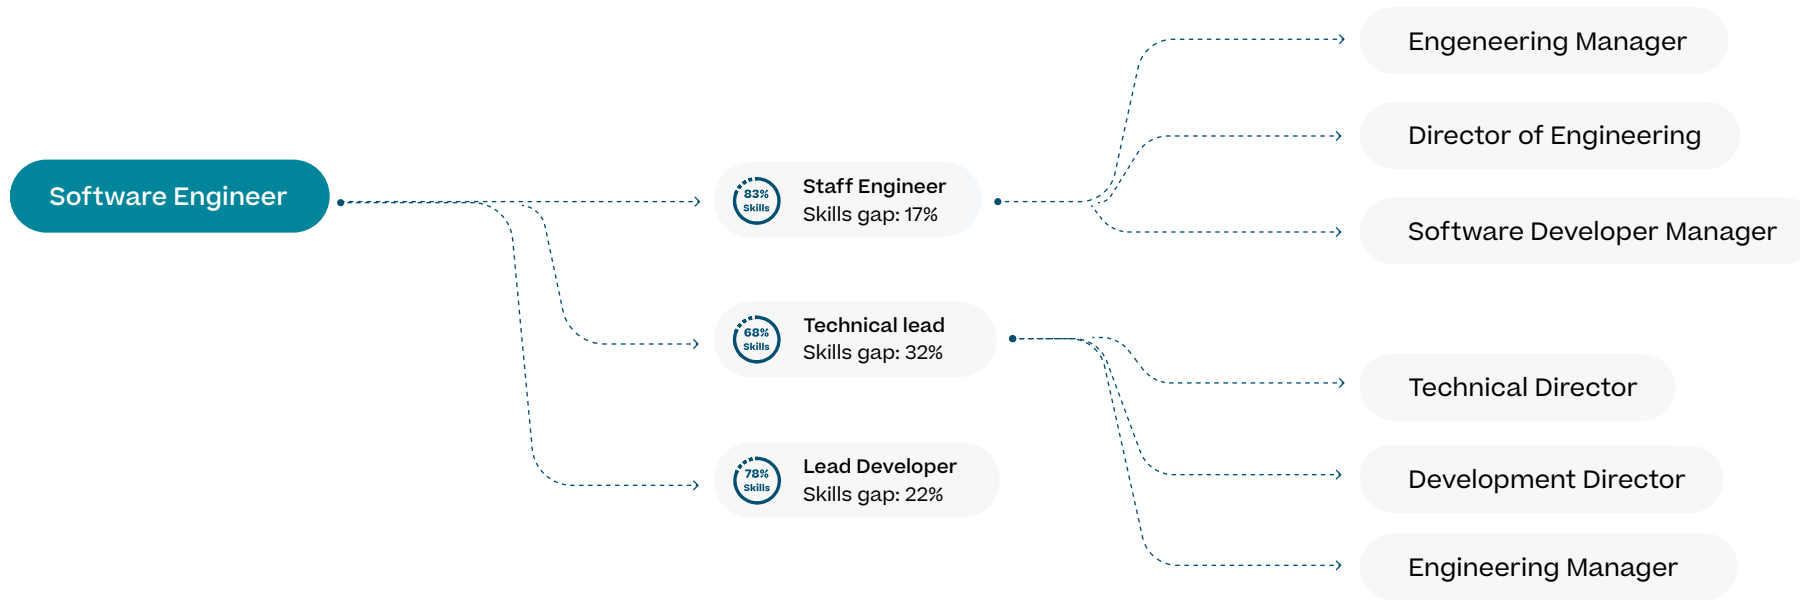 Software Engineer
83%
Skills
Staff Engineer
Skills gap: 17%
68%
Skills
Technical lead
Skills gap: 32%
78%
Skills
Lead Developer
Skills gap: 22%
Engeneering Manager
Director of Engineering
Software Developer Manager
Technical Director
Development Director
Engineering Manager